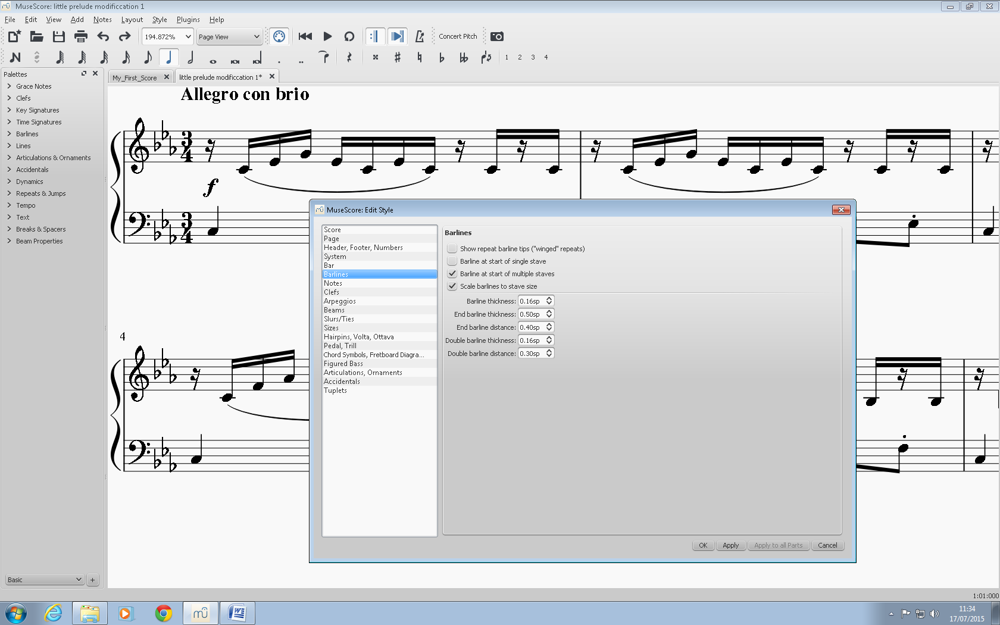 MuseScore: little prelude modificcation 1
File Edit View Add Notes Layout Style Plugins Help
194.872% Page View Concert Pitch
1 2 3 4
Palettes
My_First_Score little prelude modificcation 1*
Grace Notes
Clefs
Key Signatures
Time Signatures
Barlines
Lines
Articulations & Ornaments
Accidentals
Dynamics
Repeats & Jumps
Tempo
Text
Breaks & Spacers
Beam Properties
Basic +
Allegro con brio
3
4
f
3
4
4
MuseScore: Edit Style
Score
Page
Header, Footer, Numbers
System
Bar
Barlines
Notes
Clefs
Arpeggios
Beams
Slurs/Ties
Sizes
Hairpins, Volta, Ottava
Pedal, Trill
Chord Symbols, Fretboard Diagra...
Figured Bass
Articulations, Ornaments
Accidentals
Tuplets
Barlines
Show repeat barline tips ("winged" repeats)
Barline at start of single stave
Barline at start of multiple staves
Scale barlines to stave size
Barline thickness: 0.16sp
End barline thickness: 0.50sp
End barline distance: 0.40sp
Double barline thickness: 0.16sp
Double barline distance: 0.30sp
OK Apply Apply to all Parts Cancel
1:01:000
11:34
17/07/2015